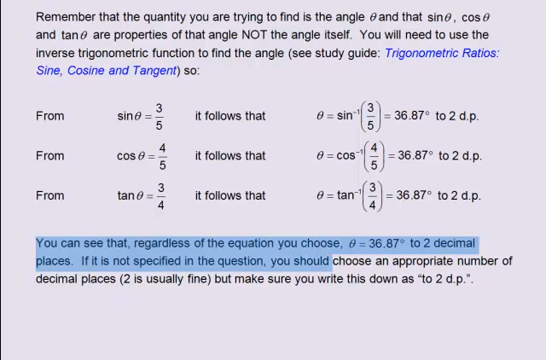 Remember that the quantity you are trying to find is the angle θ and that sinθ, cosθ
and tanθ are properties of that angle NOT the angle itself. You will need to use the
inverse trigonometric function to find the angle (see study guide: Trigonometric Ratios:
Sine, Cosine and Tangent) so:
From sinθ = 3/5 it follows that θ = sin⁻¹(3/5) = 36.87° to 2 d.p.
From cosθ = 4/5 it follows that θ = cos⁻¹(4/5) = 36.87° to 2 d.p.
From tanθ = 3/4 it follows that θ = tan⁻¹(3/4) = 36.87° to 2 d.p.
You can see that, regardless of the equation you choose, θ = 36.87° to 2 decimal
places. If it is not specified in the question, you should choose an appropriate number of
decimal places (2 is usually fine) but make sure you write this down as “to 2 d.p.”.